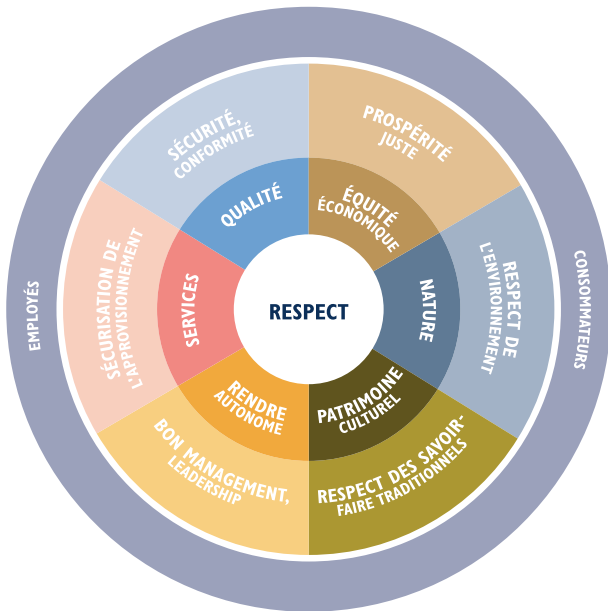 SÉCURITÉ,
CONFORMITÉ
PROSPÉRITÉ
JUSTE
QUALITÉ
ÉQUITÉ
ÉCONOMIQUE
SÉCURISATION DE
L'APPROVISIONNEMENT
SERVICES
RESPECT
NATURE
RESPECT DE
L'ENVIRONNEMENT
EMPLOYÉS
CONSOMMATEURS
RENDRE
AUTONOME
PATRIMOINE
CULTUREL
BON MANAGEMENT,
LEADERSHIP
RESPECT DES SAVOIR-
FAIRE TRADITIONNELS